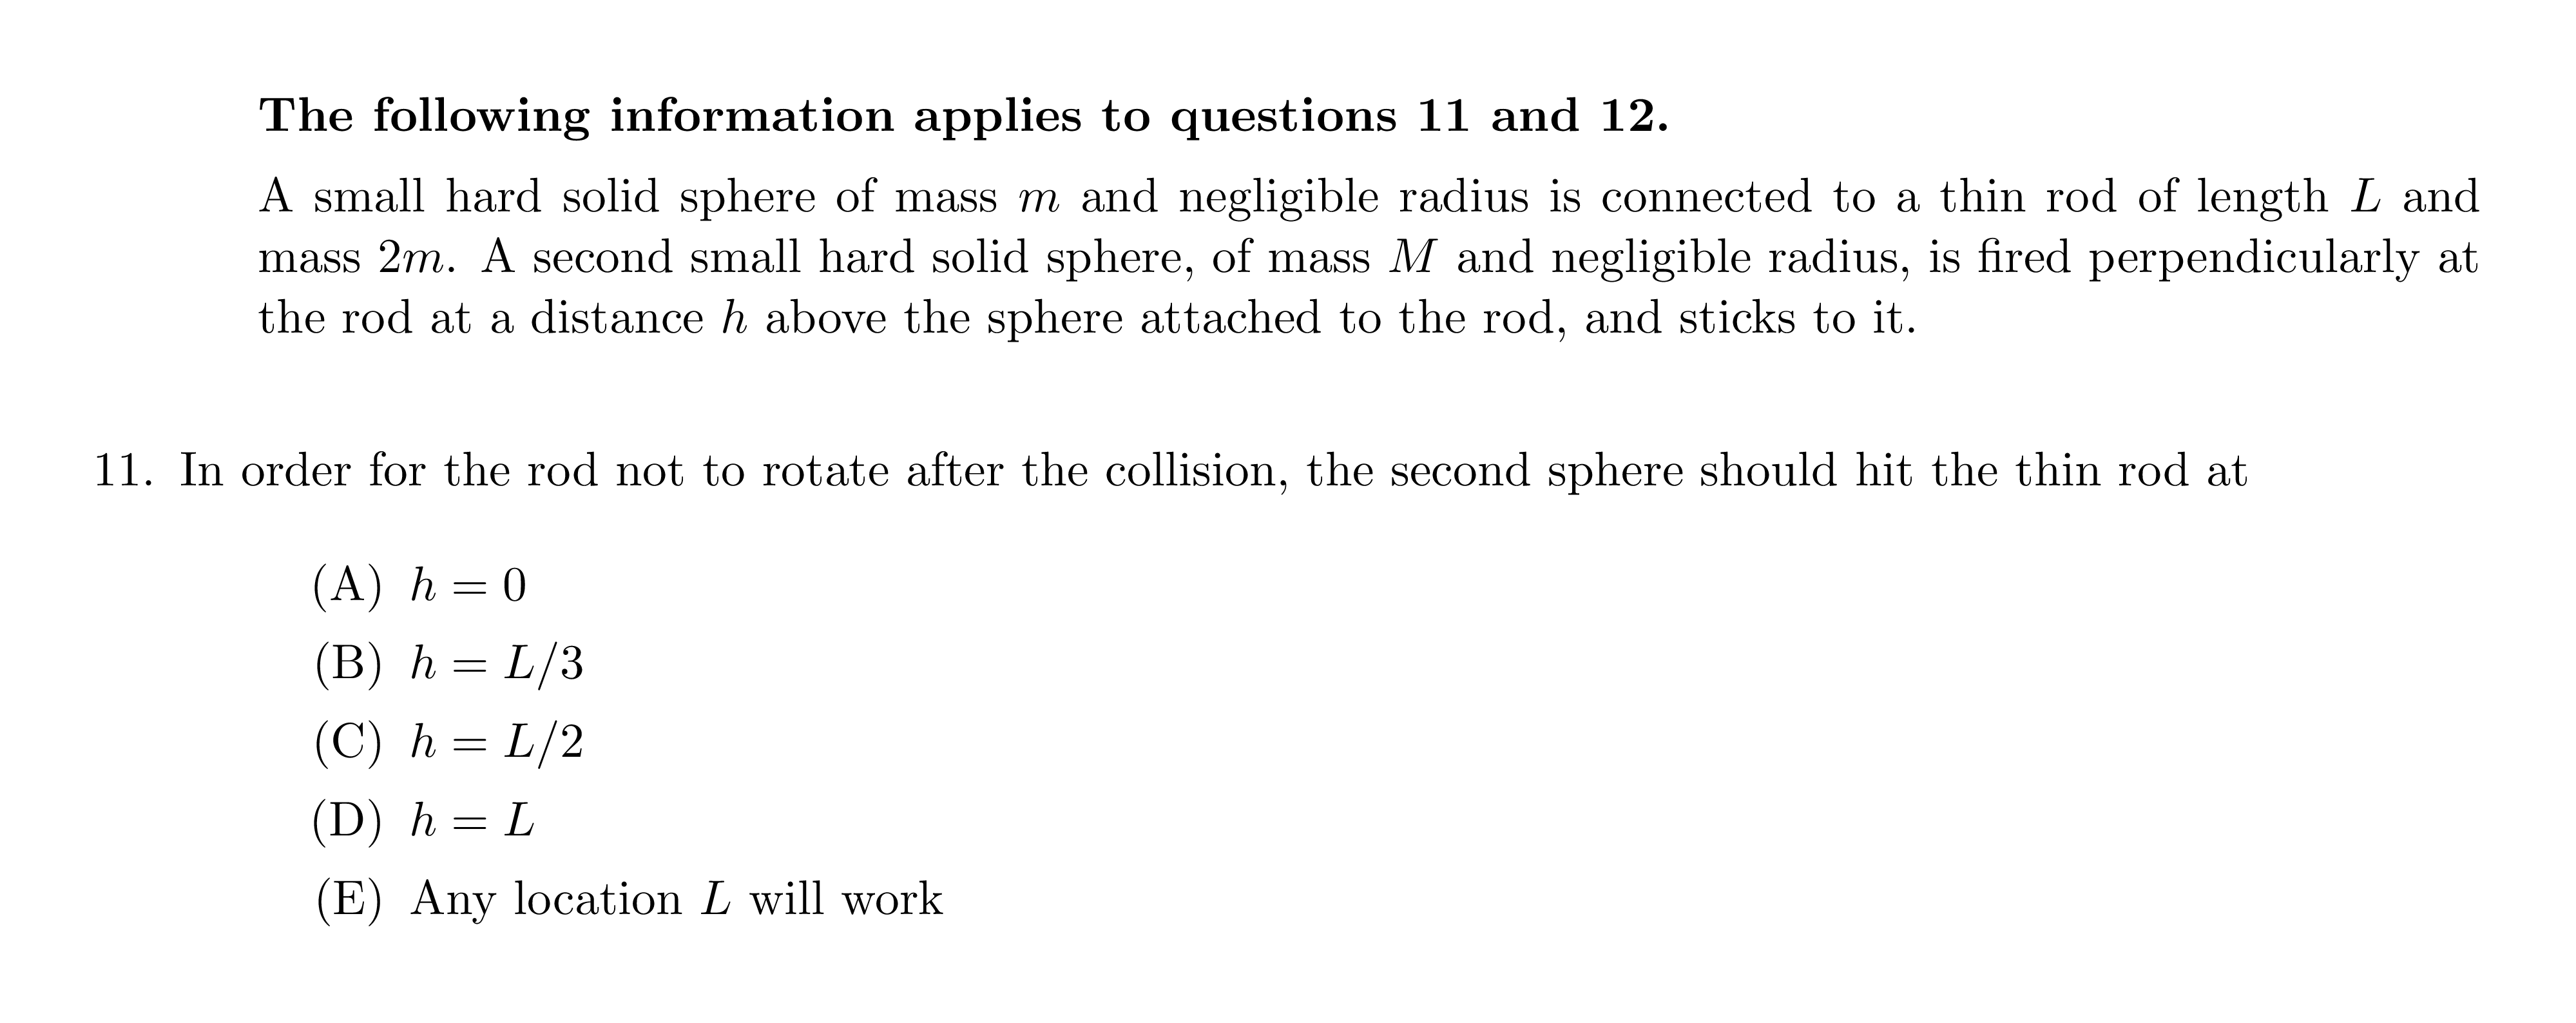 The following information applies to questions 11 and 12.
A small hard solid sphere of mass m and negligible radius is connected to a thin rod of length L and
mass 2m. A second small hard solid sphere, of mass M and negligible radius, is fired perpendicularly at
the rod at a distance h above the sphere attached to the rod, and sticks to it.
11. In order for the rod not to rotate after the collision, the second sphere should hit the thin rod at
(A) h = 0
(B) h = L/3
(C) h = L/2
(D) h = L
(E) Any location L will work